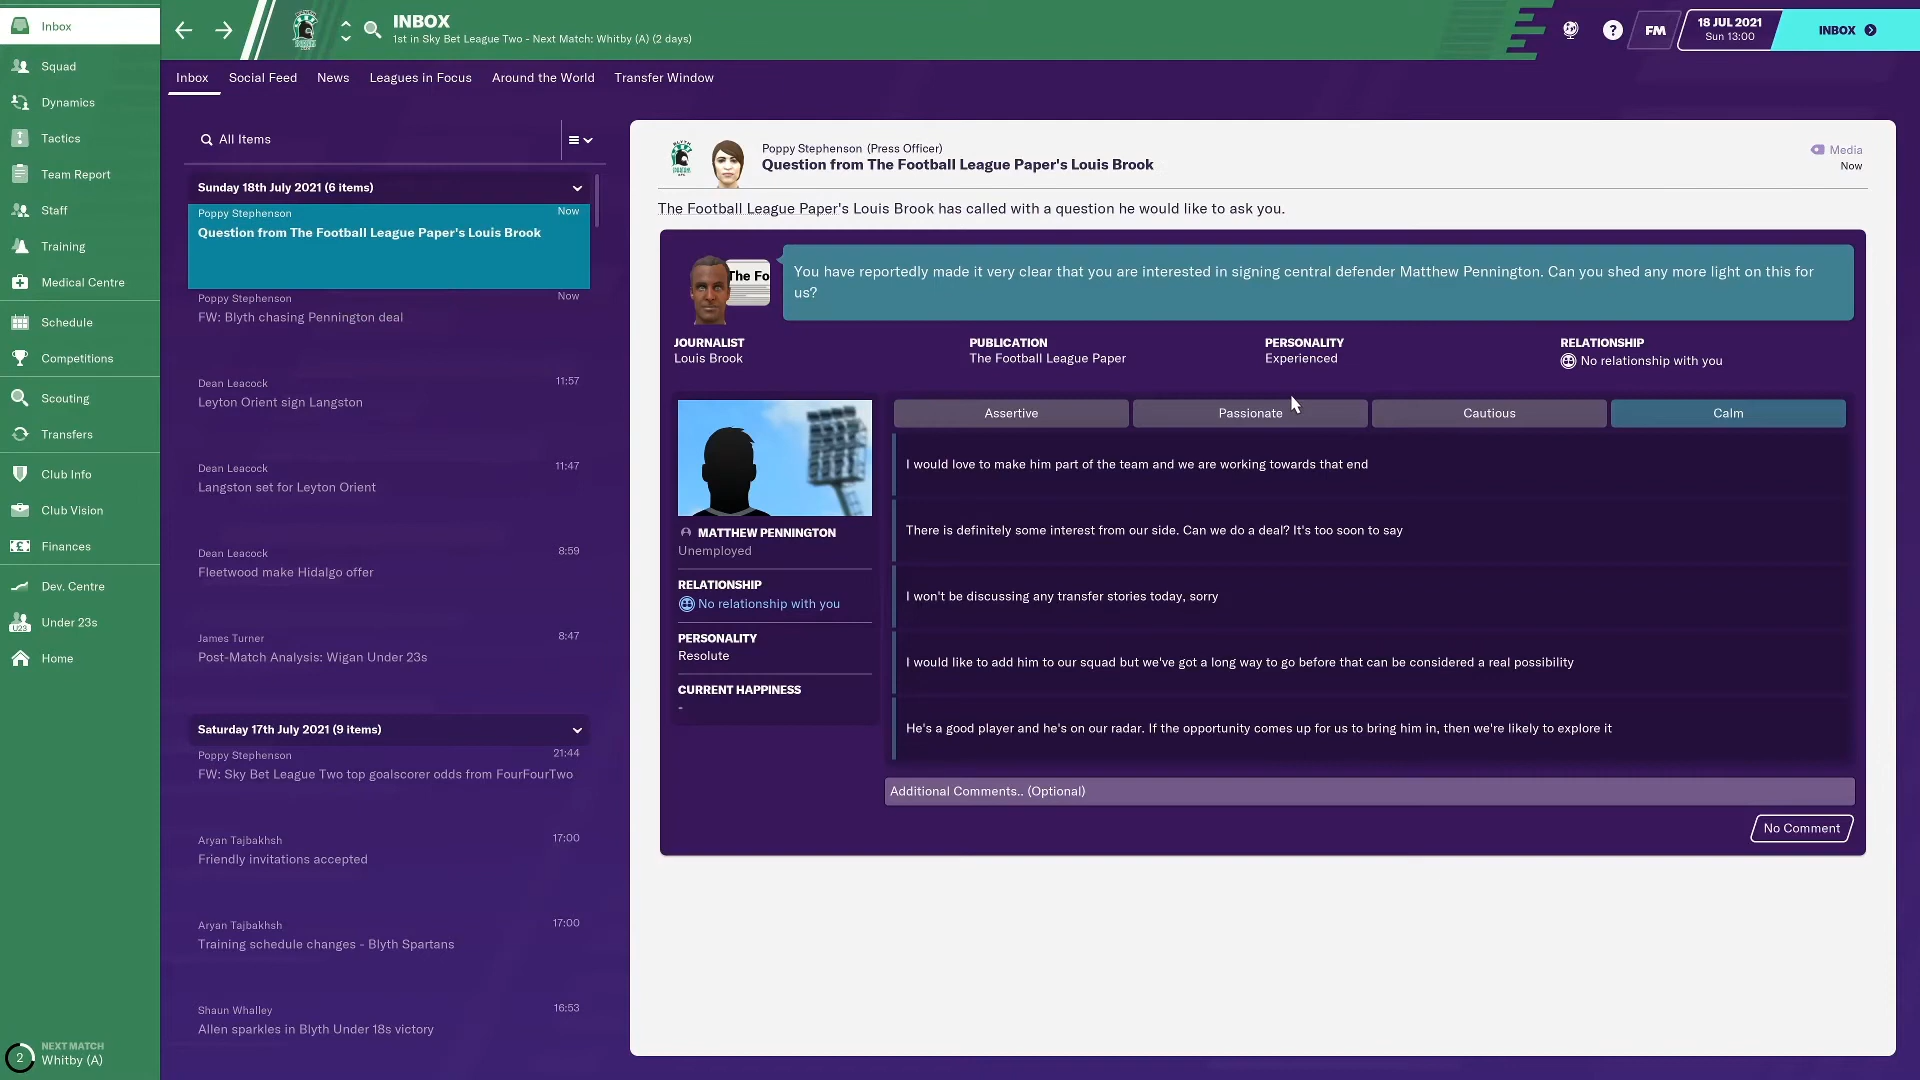 Inbox
Squad
Dynamics
Tactics
Team Report
Staff
Training
Medical Centre
Schedule
Competitions
Scouting
Transfers
Club Info
Club Vision
Finances
Dev. Centre
U23
Under 23s
Home
2
NEXT MATCH
Whitby (A)
INBOX
1st in Sky Bet League Two - Next Match: Whitby (A) (2 days)
?
FM
18 JUL 2021
Sun 13:00
INBOX
Inbox
Social Feed
News
Leagues in Focus
Around the World
Transfer Window
All Items
Sunday 18th July 2021 (6 items)
Poppy Stephenson
Now
Question from The Football League Paper's Louis Brook
Poppy Stephenson
Now
FW: Blyth chasing Pennington deal
Dean Leacock
11:57
Leyton Orient sign Langston
Dean Leacock
11:47
Langston set for Leyton Orient
Dean Leacock
8:59
Fleetwood make Hidalgo offer
James Turner
8:47
Post-Match Analysis: Wigan Under 23s
Saturday 17th July 2021 (9 items)
Poppy Stephenson
21:44
FW: Sky Bet League Two top goalscorer odds from FourFourTwo
Aryan Tajbakhsh
17:00
Friendly invitations accepted
Aryan Tajbakhsh
17:00
Training schedule changes - Blyth Spartans
Shaun Whalley
16:53
Allen sparkles in Blyth Under 18s victory
Poppy Stephenson (Press Officer)
Question from The Football League Paper's Louis Brook
Media
Now
The Football League Paper's Louis Brook has called with a question he would like to ask you.
The Fo
You have reportedly made it very clear that you are interested in signing central defender Matthew Pennington. Can you shed any more light on this for
us?
JOURNALIST
Louis Brook
PUBLICATION
The Football League Paper
PERSONALITY
Experienced
RELATIONSHIP
No relationship with you
MATTHEW PENNINGTON
Unemployed
RELATIONSHIP
No relationship with you
PERSONALITY
Resolute
CURRENT HAPPINESS
-
Assertive
Passionate
Cautious
Calm
I would love to make him part of the team and we are working towards that end
There is definitely some interest from our side. Can we do a deal? It's too soon to say
I won't be discussing any transfer stories today, sorry
I would like to add him to our squad but we've got a long way to go before that can be considered a real possibility
He's a good player and he's on our radar. If the opportunity comes up for us to bring him in, then we're likely to explore it
Additional Comments.. (Optional)
No Comment